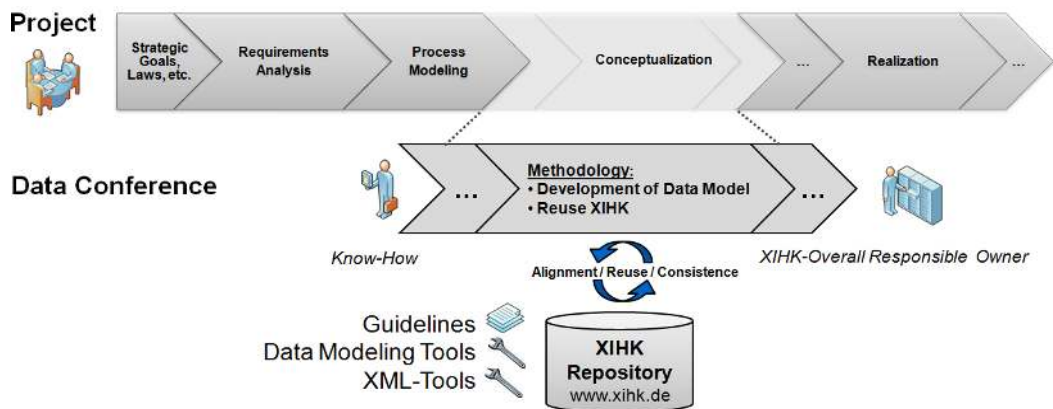 Project
Strategic
Goals,
Laws, etc.
Requirements
Analysis
Process
Modeling
Conceptualization
...
Realization
...
Data Conference
...
Methodology:
• Development of Data Model
• Reuse XIHK
...
Know-How
XIHK-Overall Responsible Owner
Alignment / Reuse / Consistence
Guidelines
Data Modeling Tools
XML-Tools
XIHK
Repository
www.xihk.de